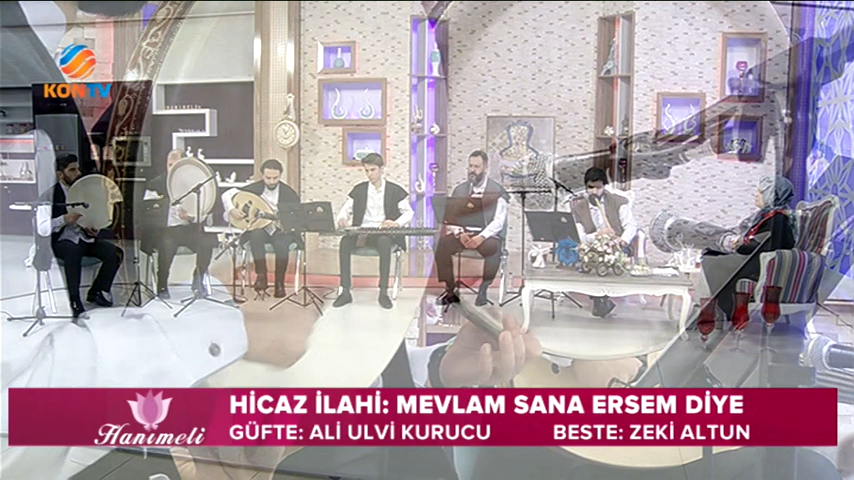 KONTV
HİCAZ İLAHİ: MEVLAM SANA ERSEM DİYE
Hanımeli
GÜFTE: ALİ ULVİ KURUCU BESTE: ZEKİ ALTUN